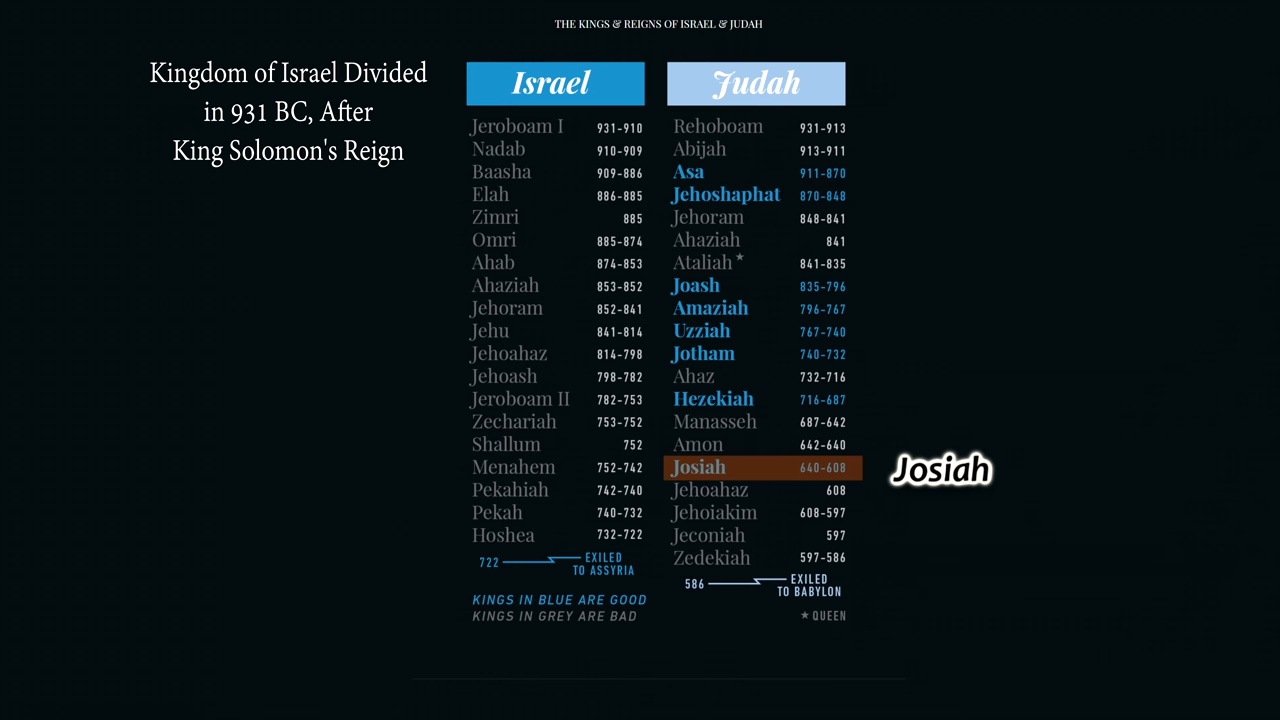 THE KINGS & REIGNS OF ISRAEL & JUDAH
Kingdom of Israel Divided
in 931 BC, After
King Solomon's Reign
Israel
Jeroboam I 931-910
Nadab 910-909
Baasha 909-886
Elah 886-885
Zimri 885
Omri 885-874
Ahab 874-853
Ahaziah 853-852
Jehoram 852-841
Jehu 841-814
Jehoahaz 814-798
Jehoash 798-782
Jeroboam II 782-753
Zechariah 753-752
Shallum 752
Menahem 752-742
Pekahiah 742-740
Pekah 740-732
Hoshea 732-722
722 EXILED
TO ASSYRIA
KINGS IN BLUE ARE GOOD
KINGS IN GREY ARE BAD
Judah
Rehoboam 931-913
Abijah 913-911
Asa 911-870
Jehoshaphat 870-848
Jehoram 848-841
Ahaziah 841
Ataliah ★ 841-835
Joash 835-796
Amaziah 796-767
Uzziah 767-740
Jotham 740-732
Ahaz 732-716
Hezekiah 716-687
Manasseh 687-642
Amon 642-640
Josiah 640-608
Jehoahaz 608
Jehoiakim 608-597
Jeconiah 597
Zedekiah 597-586
586 EXILED
TO BABYLON
★ QUEEN
Josiah